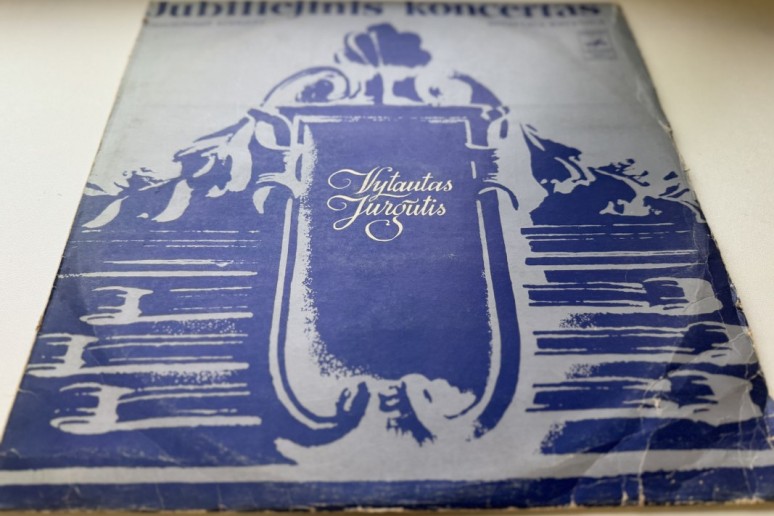 Jubiliejinis koncertas
Vytautas
Jurgutis